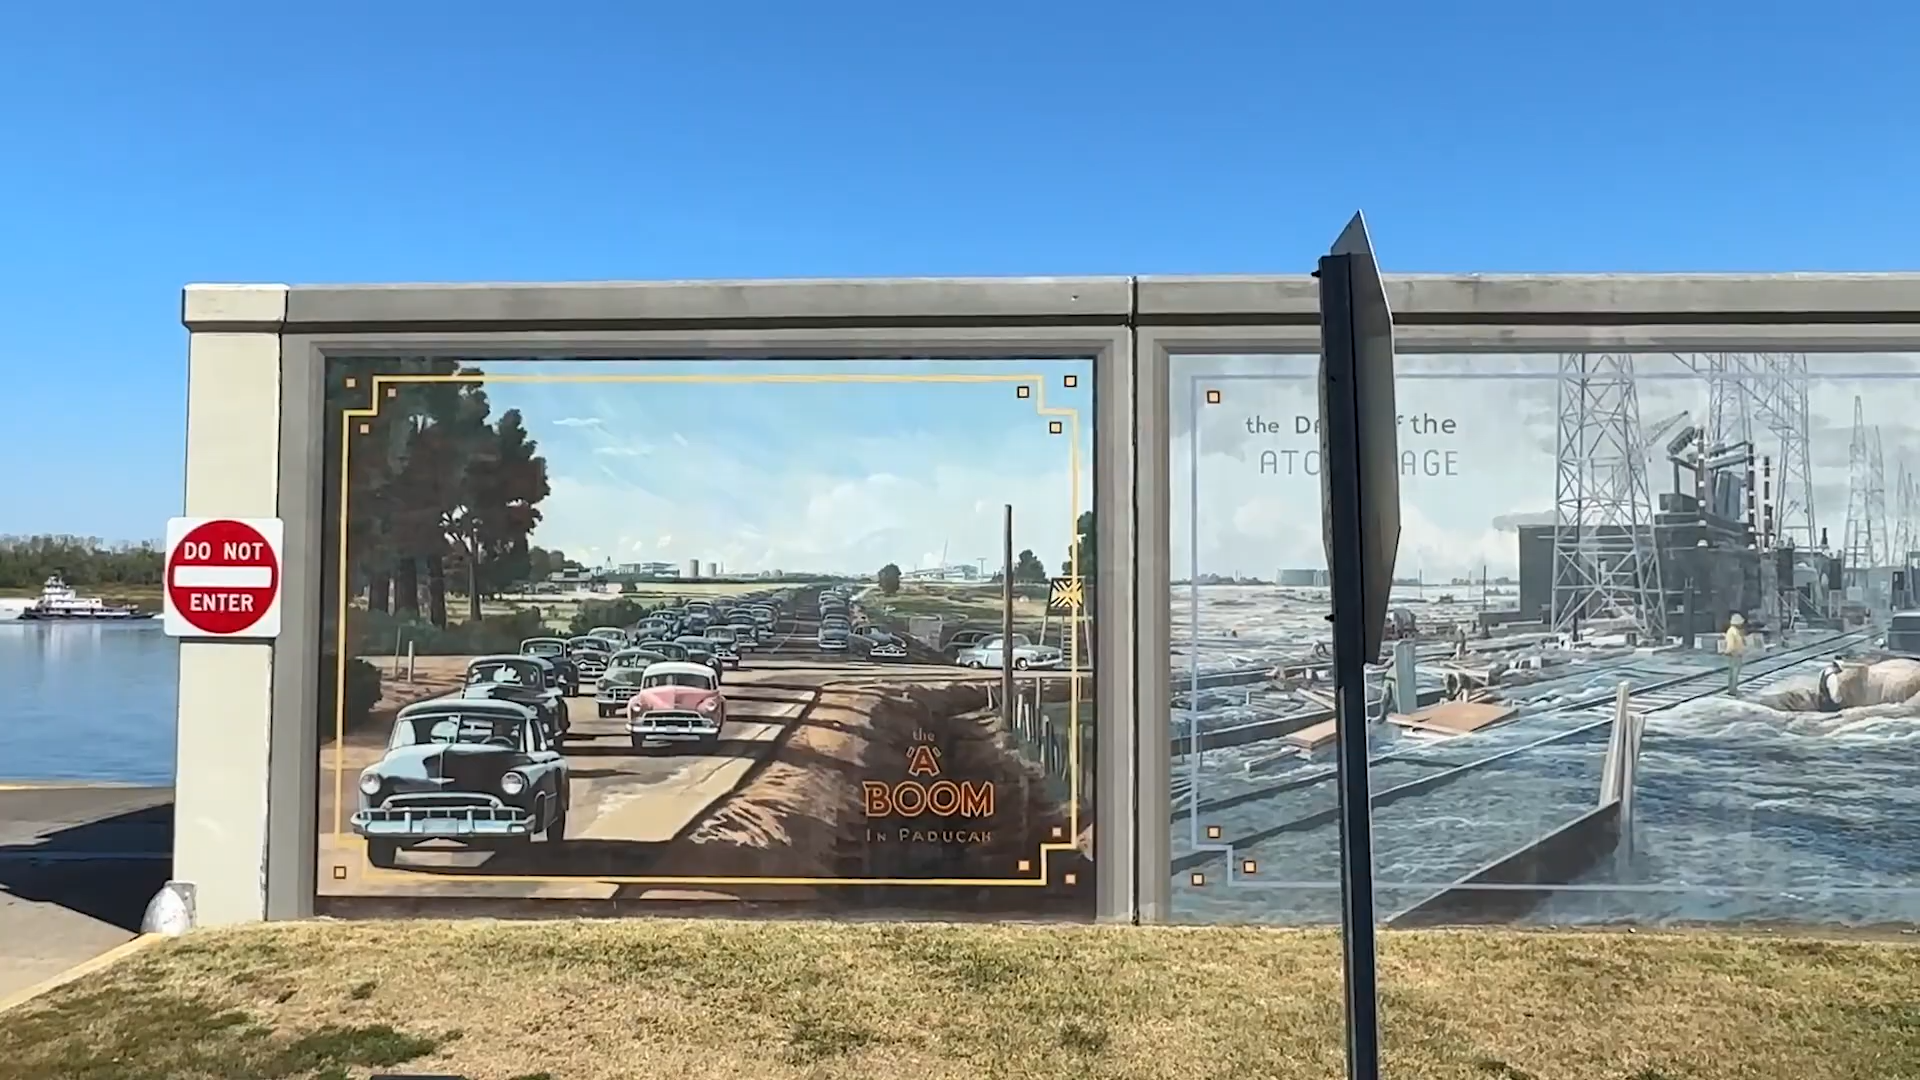 DO NOT
ENTER
the
'A'
BOOM
IN PADUCAH
the
f the
ATO
AGE